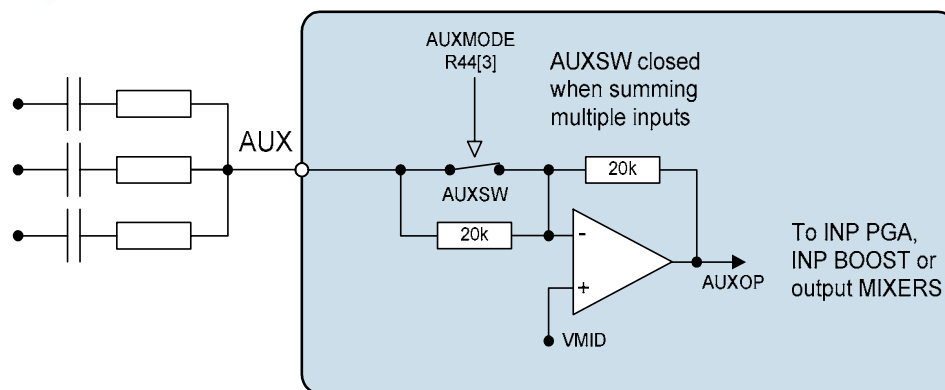 AUXMODE
R44[3]
AUXSW closed
when summing
multiple inputs
AUX
20k
AUXSW
20k
-
+
To INP PGA,
INP BOOST or
output MIXERS
AUXOP
VMID